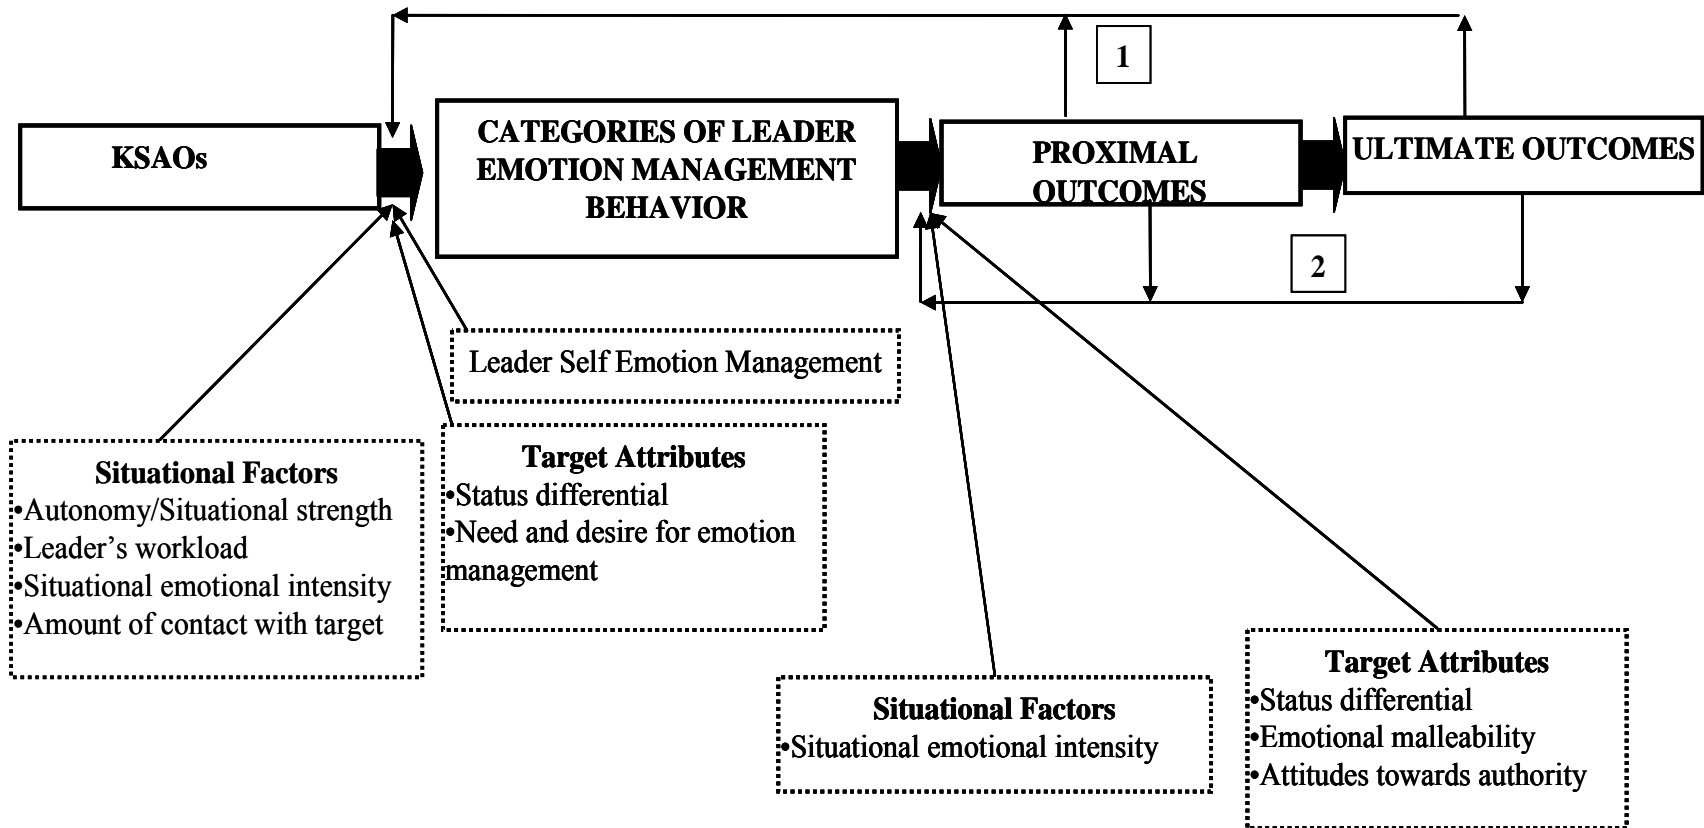 1
KSAOs
CATEGORIES OF LEADER
EMOTION MANAGEMENT
BEHAVIOR
PROXIMAL
OUTCOMES
ULTIMATE OUTCOMES
2
Leader Self Emotion Management
Situational Factors
•Autonomy/Situational strength
•Leader’s workload
•Situational emotional intensity
•Amount of contact with target
Target Attributes
•Status differential
•Need and desire for emotion
management
Situational Factors
•Situational emotional intensity
Target Attributes
•Status differential
•Emotional malleability
•Attitudes towards authority